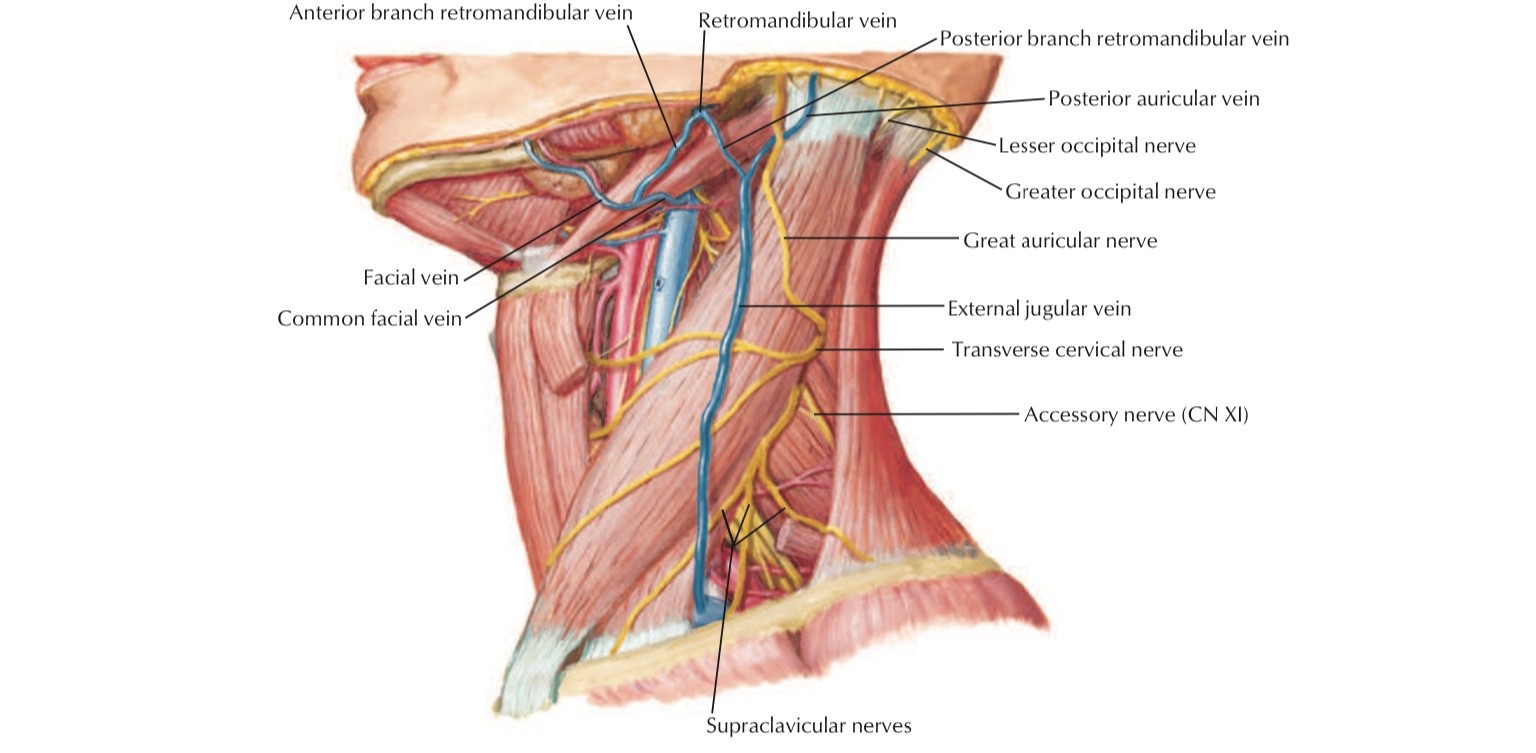 Anterior branch retromandibular vein
Retromandibular vein
Posterior branch retromandibular vein
Posterior auricular vein
Lesser occipital nerve
Greater occipital nerve
Great auricular nerve
Facial vein
External jugular vein
Common facial vein
Transverse cervical nerve
Accessory nerve (CN XI)
Supraclavicular nerves